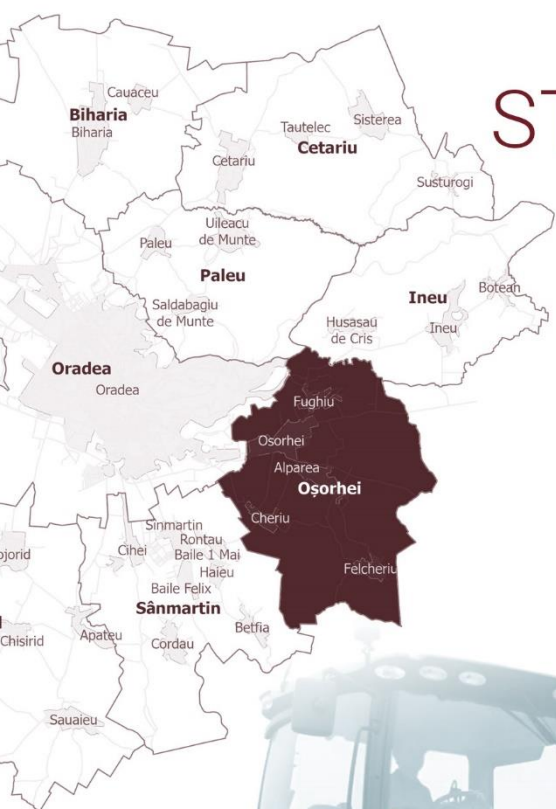 ST
Cauaceu
Biharia
Biharia
Tautelec
Sisterea
Cetariu
Cetariu
Susturogi
Uileacu
de Munte
Paleu
Paleu
Saldabagiu
de Munte
Ineu
Botean
Husasau
de Cris
Ineu
Oradea
Oradea
Fughiu
Osorhei
Alparea
Oșorhei
Cheriu
Felcheriu
Sinmartin
Rontau
Cihei
Baile 1 Mai
Haieu
Baile Felix
Sânmartin
Betfia
Cordau
ojorid
Chisirid
Apateu
Sauaieu